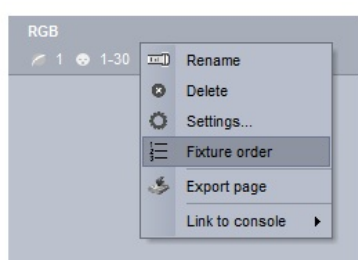 RGB
1 1-30
Rename
Delete
Settings...
Fixture order
Export page
Link to console